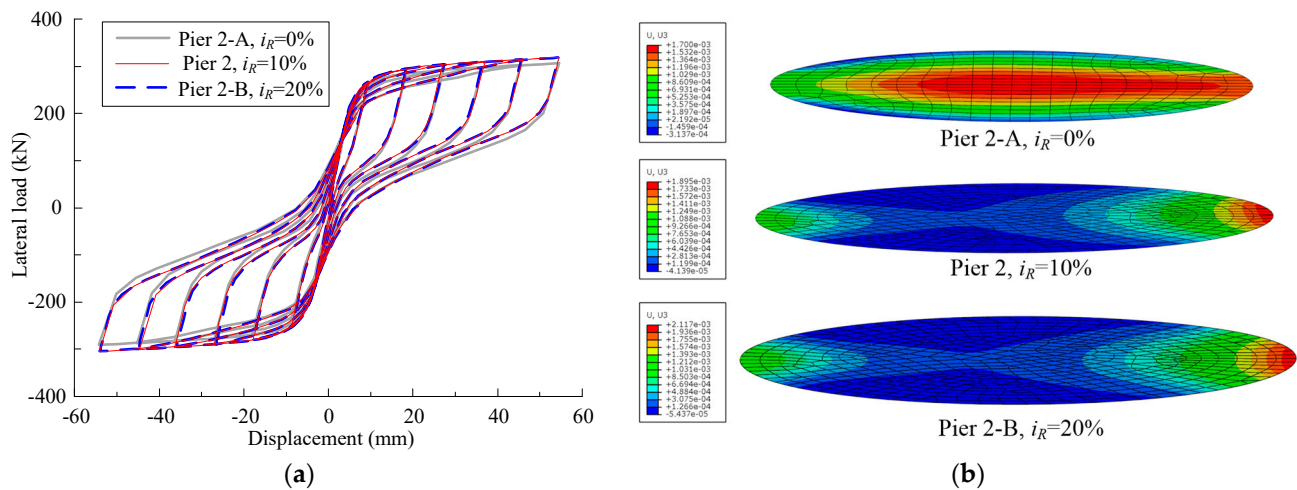 400
200
0
-200
-400
-60
-40
-20
0
20
40
60
Lateral load (kN)
Displacement (mm)
Pier 2-A, iR=0%
Pier 2, iR=10%
Pier 2-B, iR=20%
(a)
U, U3
+1.700e-03
+1.532e-03
+1.364e-03
+1.196e-03
+1.029e-03
+8.609e-04
+6.931e-04
+5.253e-04
+3.575e-04
+1.897e-04
+2.192e-05
-1.459e-04
-3.137e-04
Pier 2-A, iR=0%
U, U3
+1.895e-03
+1.733e-03
+1.572e-03
+1.411e-03
+1.249e-03
+1.088e-03
+9.266e-04
+7.653e-04
+6.039e-04
+4.426e-04
+2.813e-04
+1.199e-04
-4.139e-05
Pier 2, iR=10%
U, U3
+2.117e-03
+1.936e-03
+1.755e-03
+1.574e-03
+1.393e-03
+1.212e-03
+1.031e-03
+8.503e-04
+6.694e-04
+4.884e-04
+3.075e-04
+1.266e-04
-5.437e-05
Pier 2-B, iR=20%
(b)